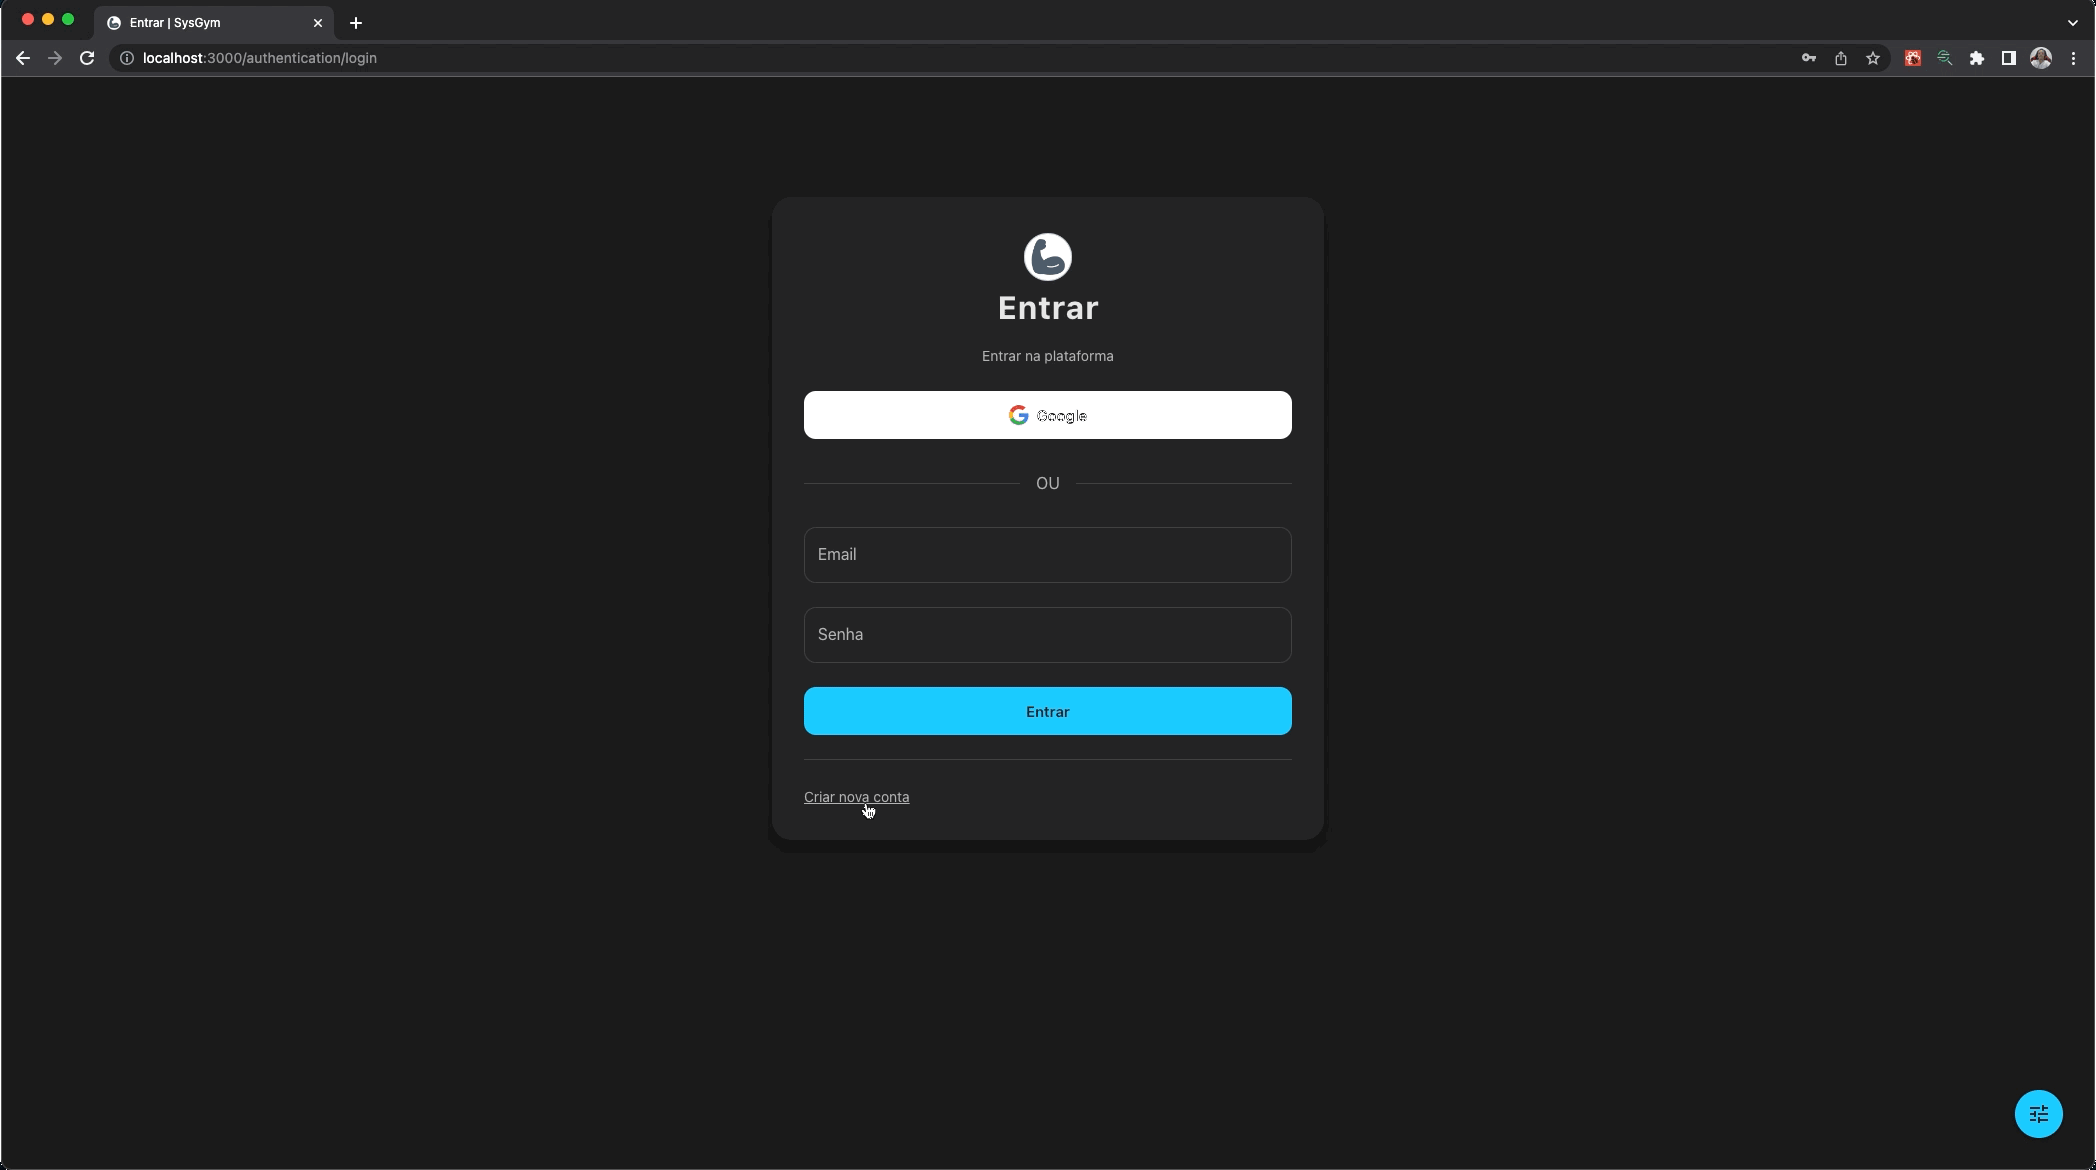 Entrar | SysGym
localhost:3000/authentication/login
Entrar
Entrar na plataforma
Google
OU
Email
Senha
Entrar
Criar nova conta